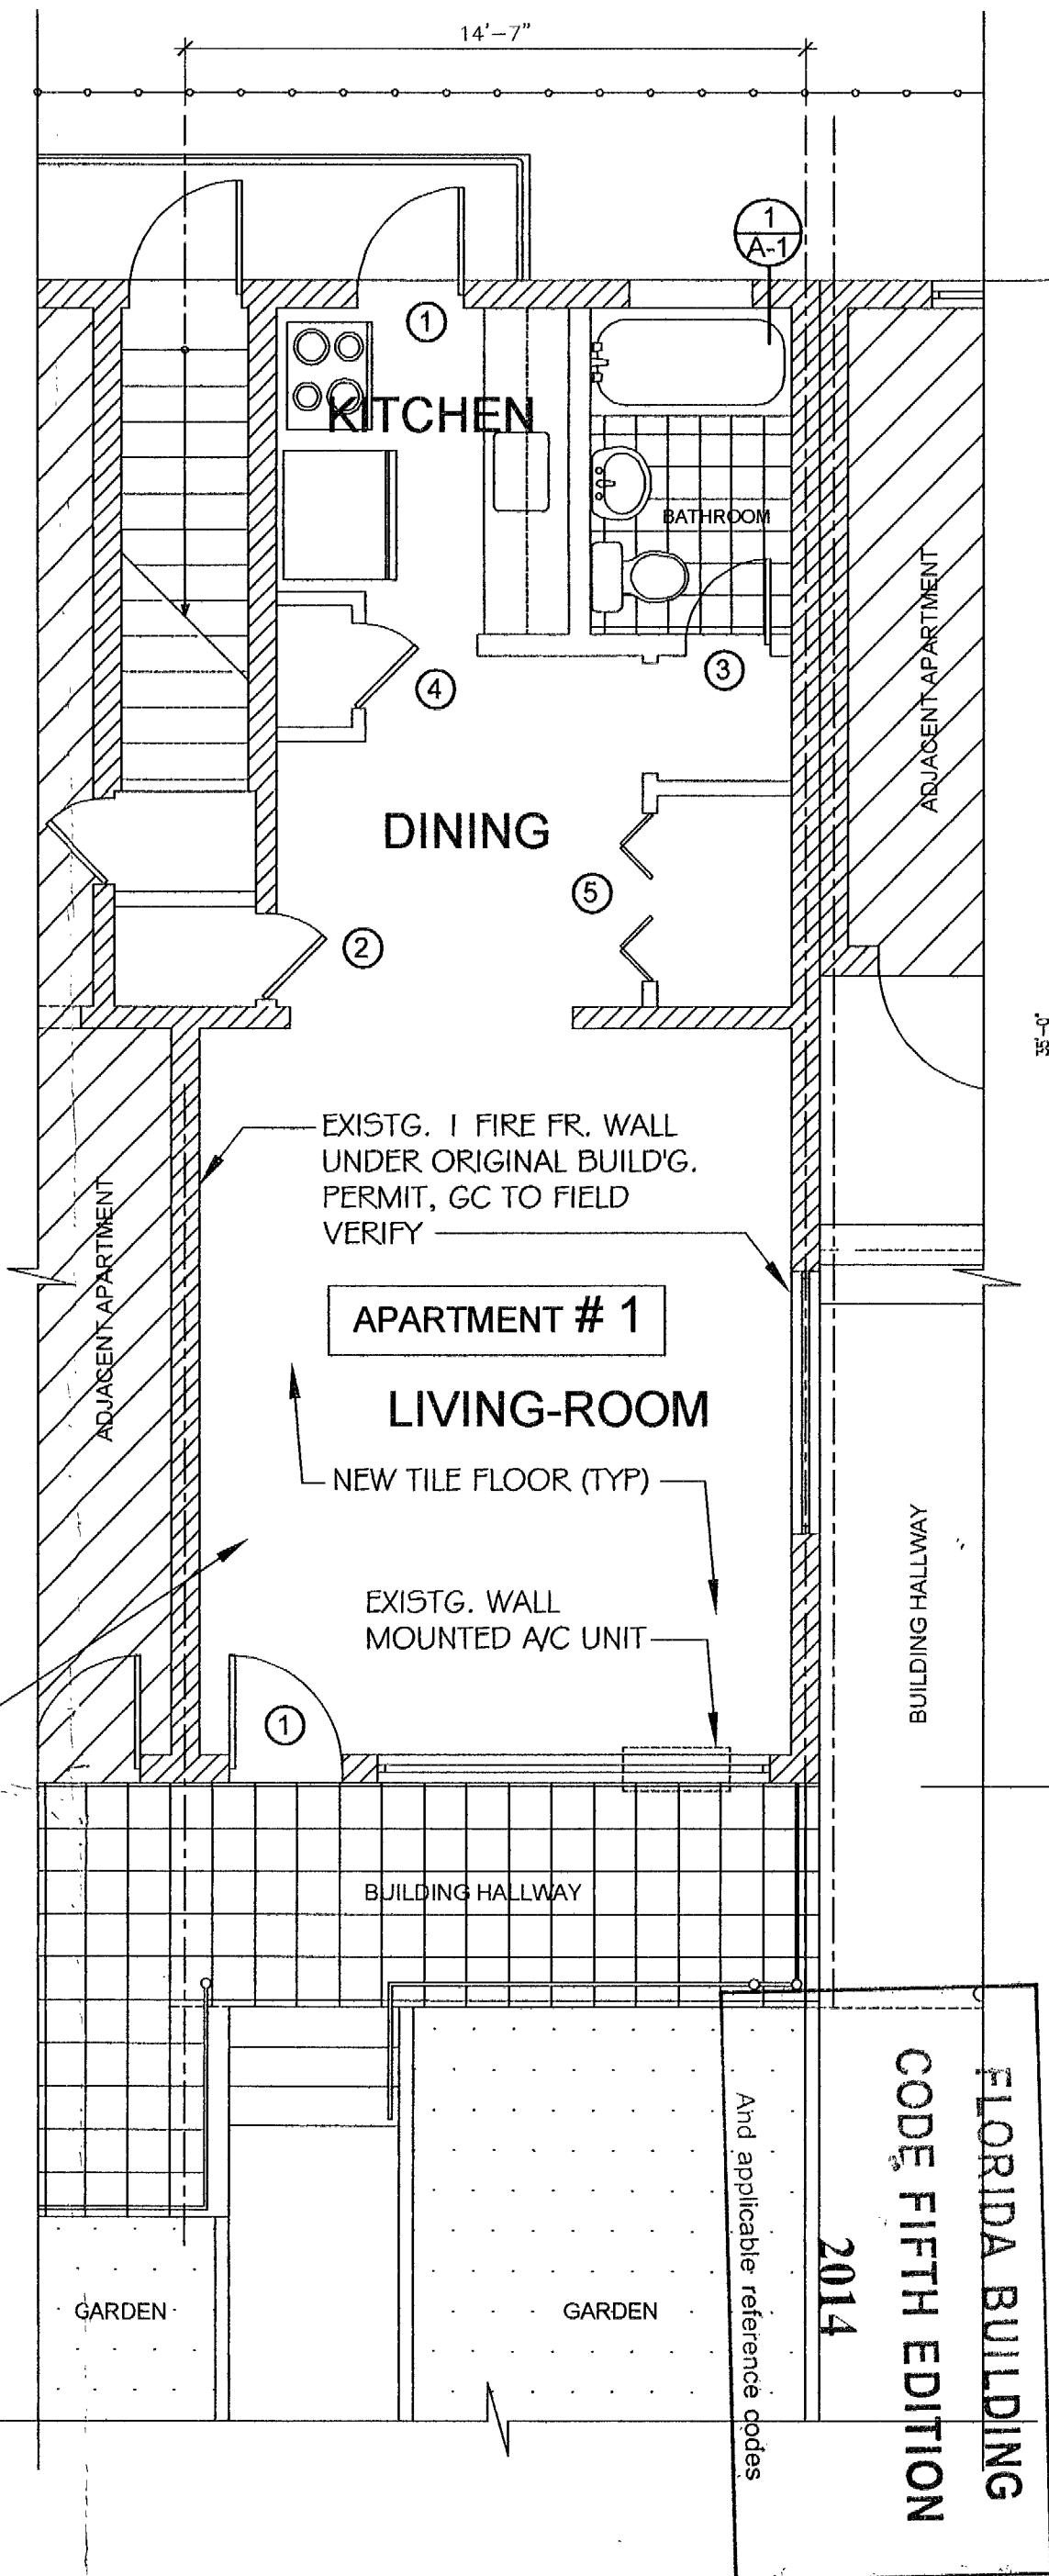 14'-7"
1
A-1
1
KITCHEN
BATHROOM
ADJACENT APARTMENT
3
4
DINING
5
2
35'-0"
EXISTG. 1 FIRE FR. WALL
UNDER ORIGINAL BUILD'G.
PERMIT, GC TO FIELD
VERIFY
ADJACENT APARTMENT
APARTMENT # 1
LIVING-ROOM
NEW TILE FLOOR (TYP)
EXISTG. WALL
MOUNTED A/C UNIT
BUILDING HALLWAY
1
BUILDING HALLWAY
GARDEN
GARDEN
FLORIDA BUILDING
CODE FIFTH EDITION
2014
And applicable reference codes